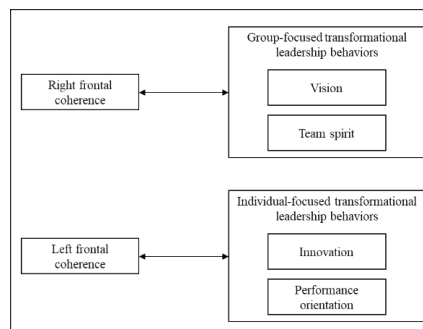 Group-focused transformational
leadership behaviors
Right frontal
coherence
Vision
Team spirit
Individual-focused transformational
leadership behaviors
Left frontal
coherence
Innovation
Performance
orientation